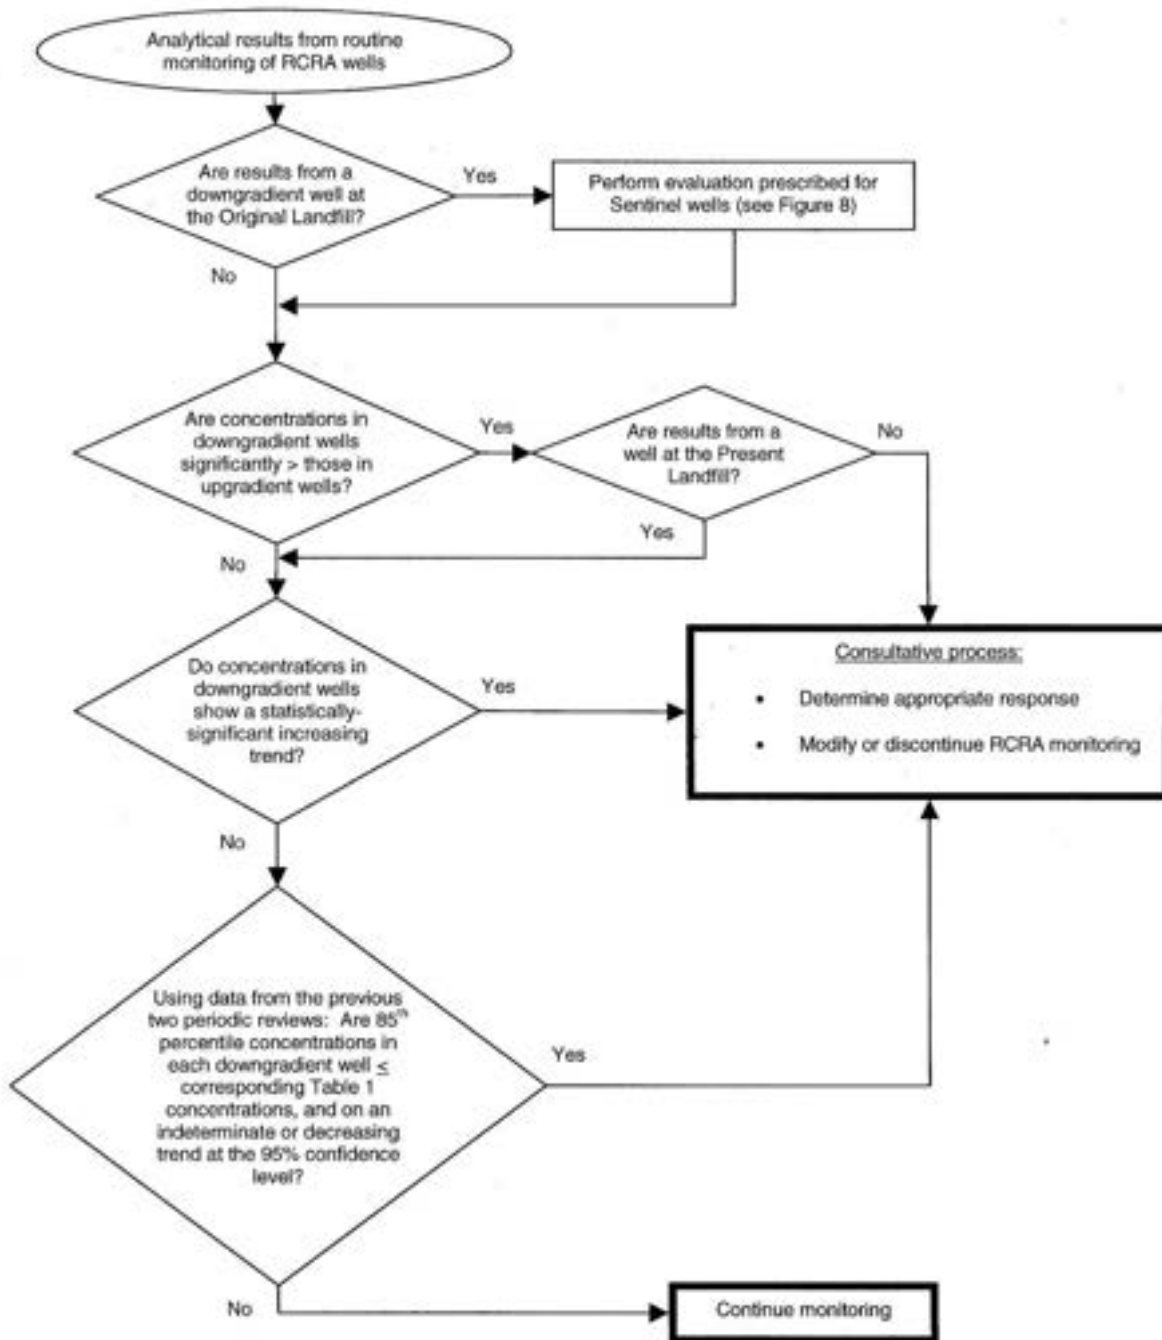 Analytical results from routine
monitoring of RCRA wells
Are results from a
downgradient well at
the Original Landfill?
Yes
Perform evaluation prescribed for
Sentinel wells (see Figure 8)
No
Are concentrations in
downgradient wells
significantly > those in
upgradient wells?
Yes
Are results from a
well at the Present
Landfill?
No
Yes
No
Do concentrations in
downgradient wells
show a statistically-
significant increasing
trend?
Yes
Consultative process:
• Determine appropriate response
• Modify or discontinue RCRA monitoring
No
Using data from the previous
two periodic reviews: Are 85th
percentile concentrations in
each downgradient well ≤
corresponding Table 1
concentrations, and on an
indeterminate or decreasing
trend at the 95% confidence
level?
Yes
No
Continue monitoring